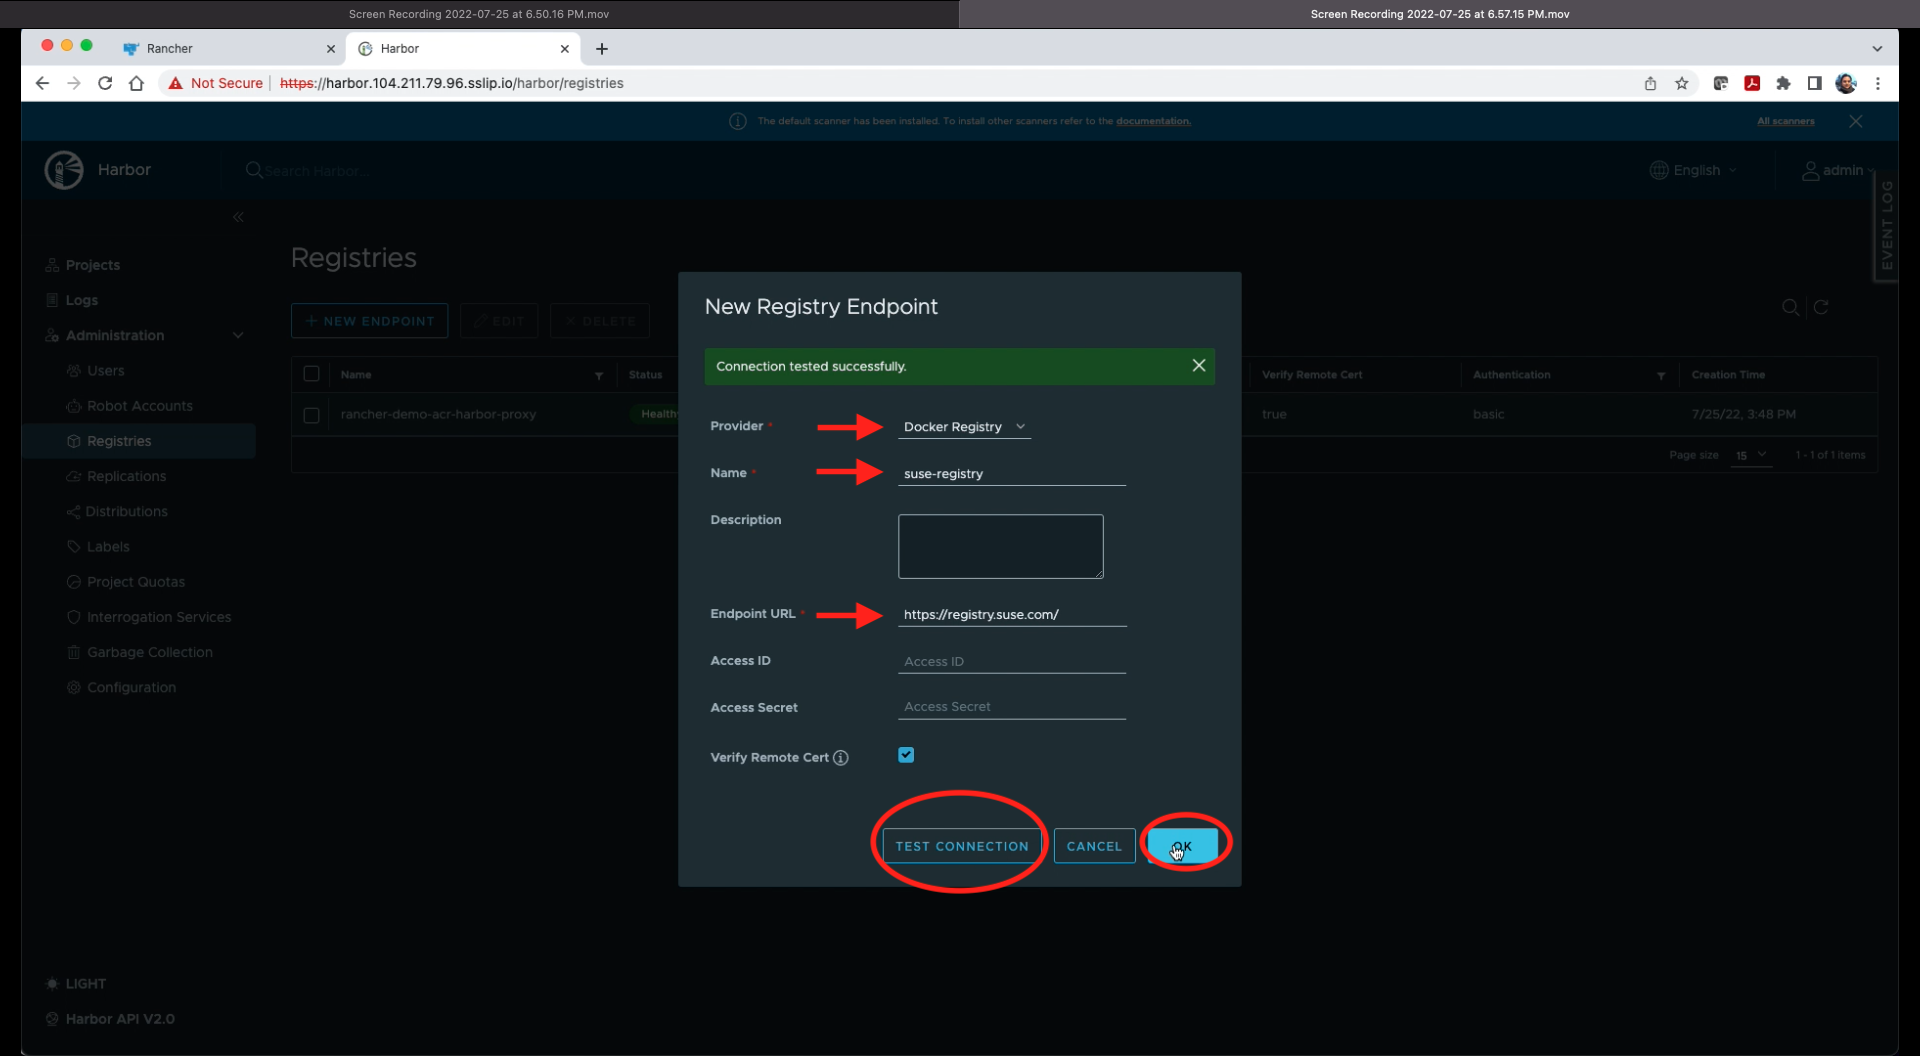 Screen Recording 2022-07-25 at 6.50.16 PM.mov
Screen Recording 2022-07-25 at 6.57.15 PM.mov
Rancher
Harbor
Not Secure
https://harbor.104.211.79.96.sslip.io/harbor/registries
The default scanner has been installed. To install other scanners refer to the documentation.
All scanners
Harbor
Search Harbor...
English
admin
EVENT LOG
Projects
Logs
Administration
Users
Robot Accounts
Registries
Replications
Distributions
Labels
Project Quotas
Interrogation Services
Garbage Collection
Configuration
LIGHT
Harbor API V2.0
Registries
+ NEW ENDPOINT
EDIT
DELETE
Name
Status
Verify Remote Cert
Authentication
Creation Time
rancher-demo-acr-harbor-proxy
Healthy
true
basic
7/25/22, 3:48 PM
Page size 15
1 - 1 of 1 items
New Registry Endpoint
Connection tested successfully.
Provider *
Docker Registry
Name *
suse-registry
Description
Endpoint URL *
https://registry.suse.com/
Access ID
Access ID
Access Secret
Access Secret
Verify Remote Cert
TEST CONNECTION
CANCEL
OK